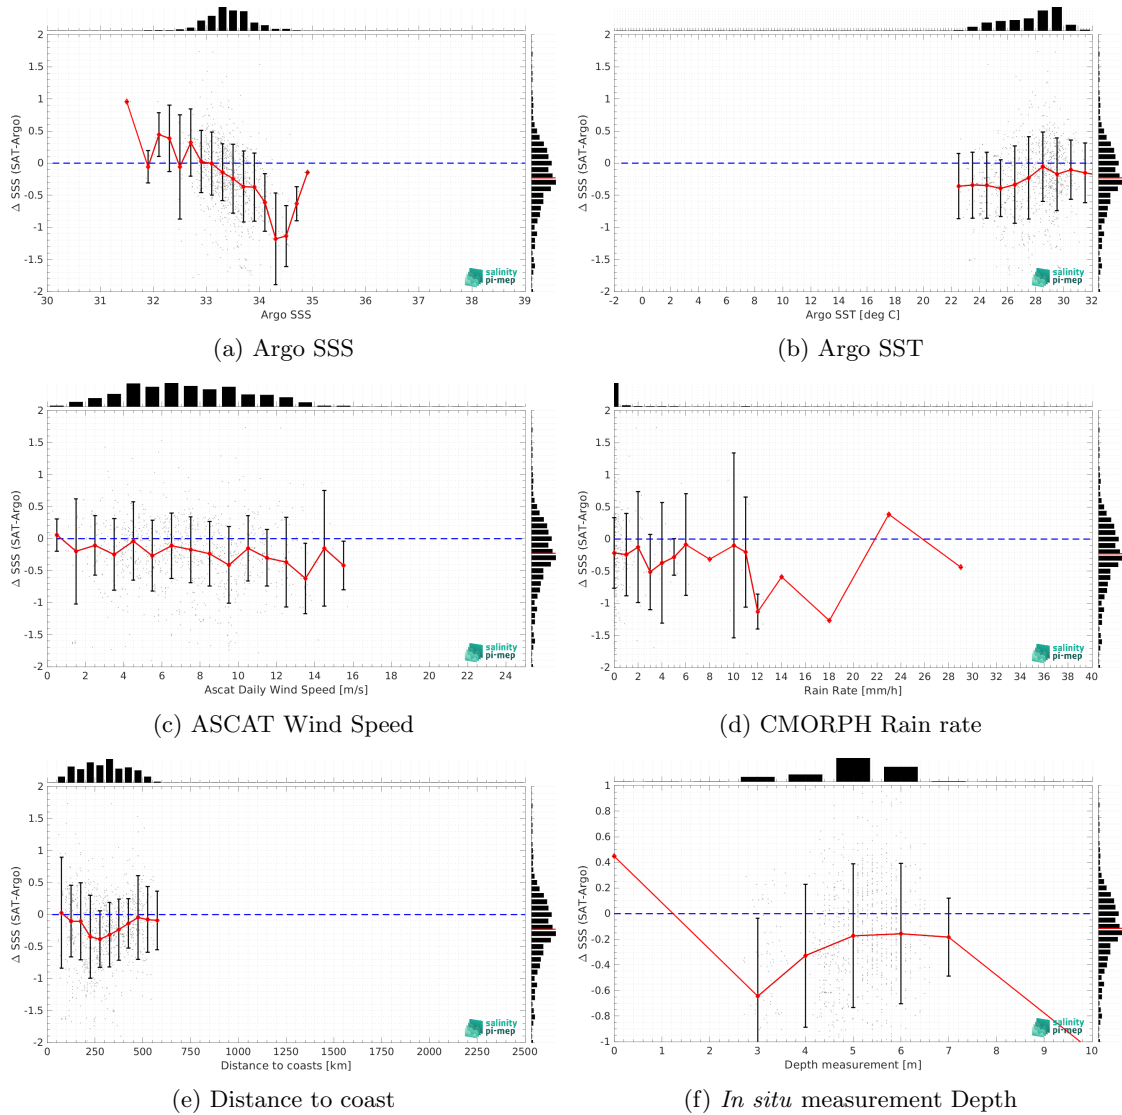 2
1.5
1
0.5
0
-0.5
-1
-1.5
-2
Δ SSS (SAT-Argo)
30 31 32 33 34 35 36 37 38 39
Argo SSS
salinity
pi-mep
(a) Argo SSS
2
1.5
1
0.5
0
-0.5
-1
-1.5
-2
Δ SSS (SAT-Argo)
-2 0 2 4 6 8 10 12 14 16 18 20 22 24 26 28 30 32
Argo SST [deg C]
salinity
pi-mep
(b) Argo SST
2
1.5
1
0.5
0
-0.5
-1
-1.5
-2
Δ SSS (SAT-Argo)
0 2 4 6 8 10 12 14 16 18 20 22 24
Ascat Daily Wind Speed [m/s]
salinity
pi-mep
(c) ASCAT Wind Speed
2
1.5
1
0.5
0
-0.5
-1
-1.5
-2
Δ SSS (SAT-Argo)
0 2 4 6 8 10 12 14 16 18 20 22 24 26 28 30 32 34 36 38 40
Rain Rate [mm/h]
salinity
pi-mep
(d) CMORPH Rain rate
2
1.5
1
0.5
0
-0.5
-1
-1.5
-2
Δ SSS (SAT-Argo)
0 250 500 750 1000 1250 1500 1750 2000 2250 2500
Distance to coasts [km]
salinity
pi-mep
(e) Distance to coast
1
0.8
0.6
0.4
0.2
0
-0.2
-0.4
-0.6
-0.8
-1
Δ SSS (SAT-Argo)
0 1 2 3 4 5 6 7 8 9 10
Depth measurement [m]
salinity
pi-mep
(f) In situ measurement Depth